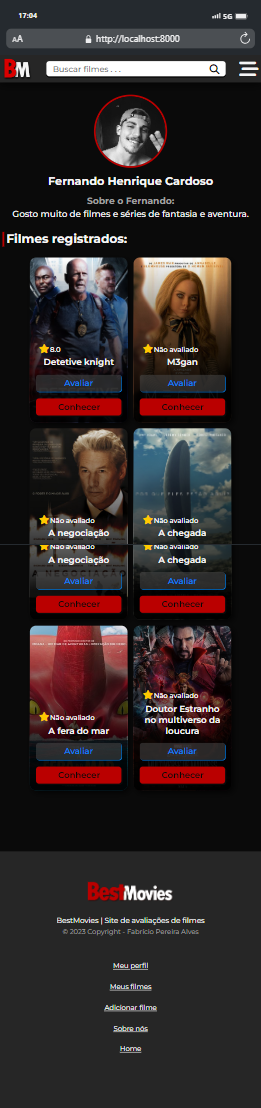 17:04
5G
AA
http://localhost:8000
BM
Buscar filmes . . .
Fernando Henrique Cardoso
Sobre o Fernando:
Gosto muito de filmes e séries de fantasia e aventura.
Filmes registrados:
8.0
Detetive knight
Avaliar
Conhecer
Não avaliado
M3gan
Avaliar
Conhecer
Não avaliado
A negociação
Não avaliado
A chegada
Não avaliado
A negociação
Avaliar
Conhecer
Não avaliado
A chegada
Avaliar
Conhecer
Não avaliado
A fera do mar
Avaliar
Conhecer
Não avaliado
Doutor Estranho
no multiverso da
loucura
Avaliar
Conhecer
BestMovies
BestMovies | Site de avaliações de filmes
© 2023 Copyright - Fabricio Pereira Alves
Meu perfil
Meus filmes
Adicionar filme
Sobre nós
Home